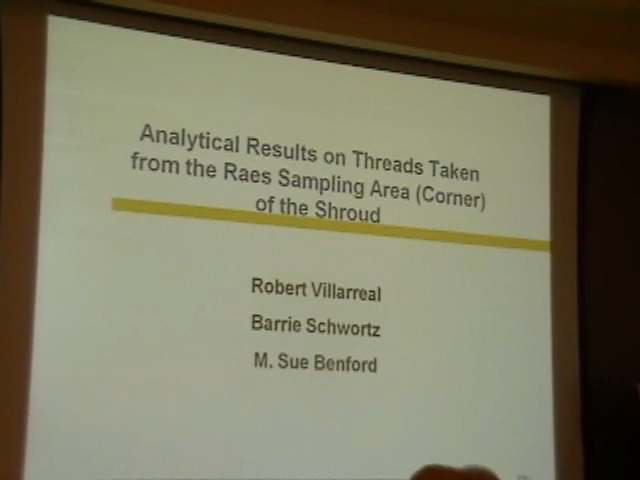 Analytical Results on Threads Taken
from the Raes Sampling Area (Corner)
of the Shroud
Robert Villarreal
Barrie Schwortz
M. Sue Benford